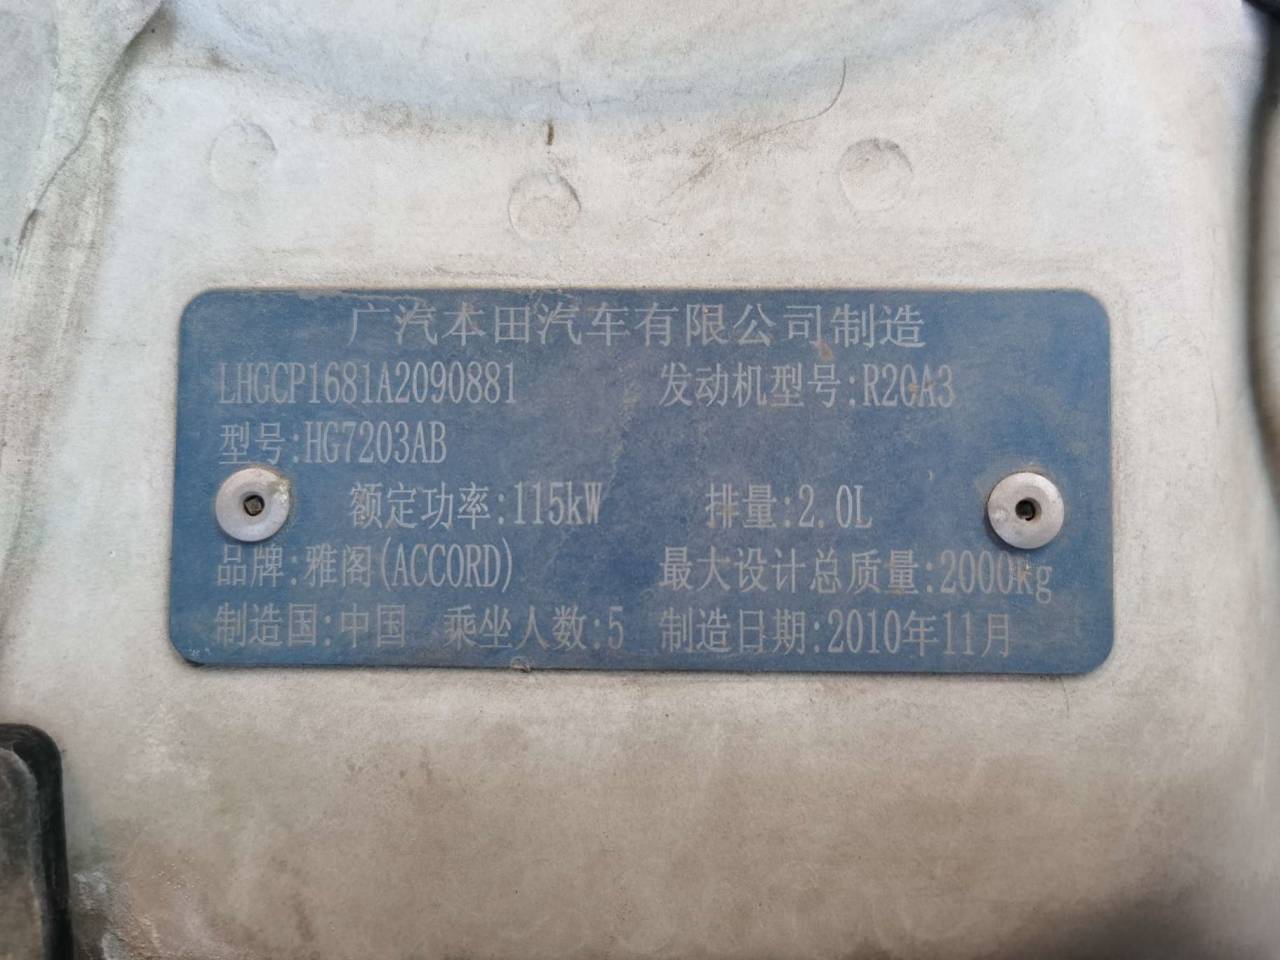 广汽本田汽车有限公司制造
LHGCP1681A2090881 发动机型号:R20A3
型号:HG7203AB
额定功率:115kW 排量:2.0L
品牌:雅阁(ACCORD) 最大设计总质量:2000kg
制造国:中国 乘坐人数:5 制造日期:2010年11月